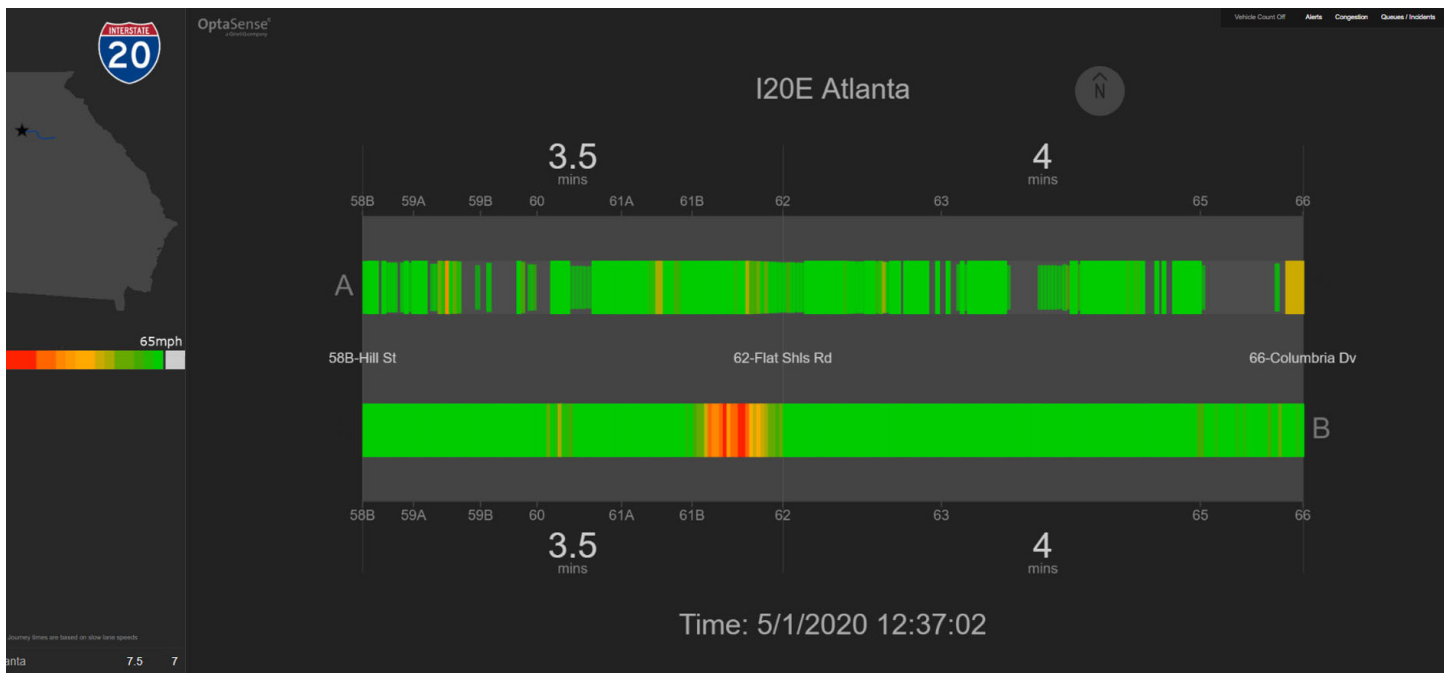 INTERSTATE
20
OptaSense®
a QinetiQ company
Vehicle Count Off Alerts Congestion Queues / Incidents
I20E Atlanta
N
3.5 4
mins mins
58B 59A 59B 60 61A 61B 62 63 65 66
A
65mph
58B-Hill St 62-Flat Shls Rd 66-Columbria Dv
B
58B 59A 59B 60 61A 61B 62 63 65 66
3.5 4
mins mins
Time: 5/1/2020 12:37:02
Journey times are based on slow lane speeds
anta 7.5 7